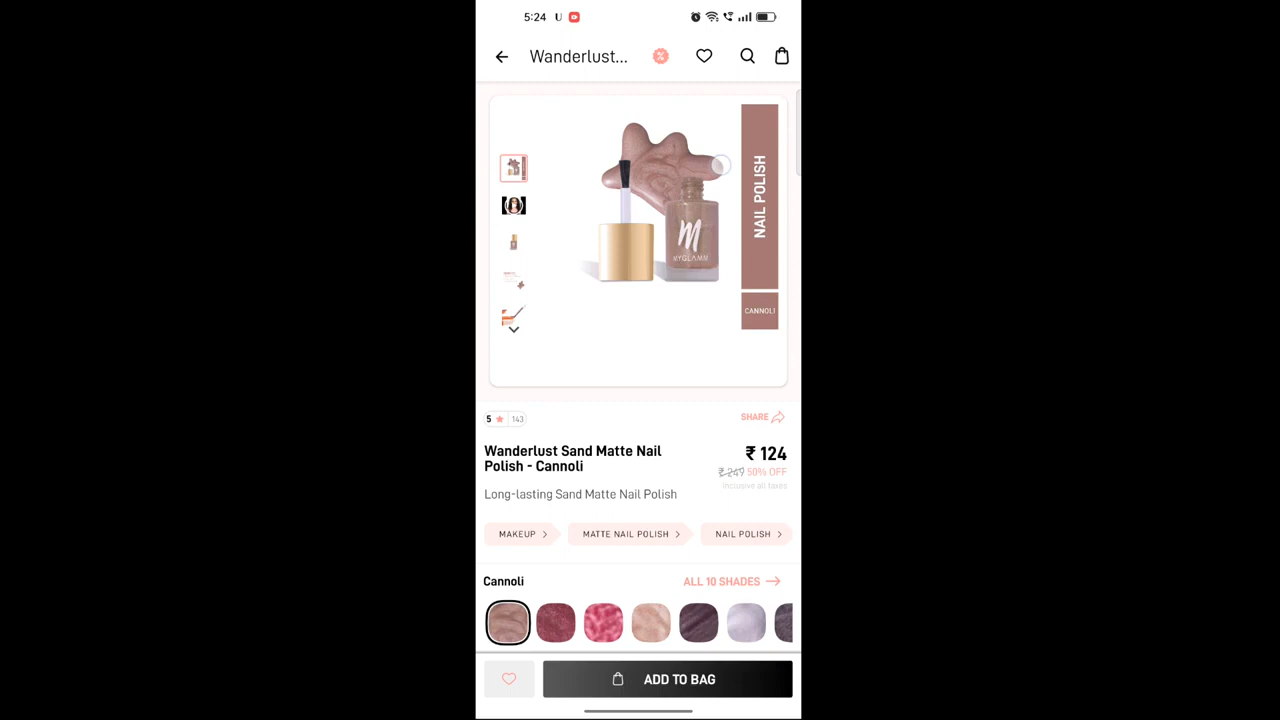 5:24 U
Wanderlust...
NAIL POLISH
M
MYGLAMM
CANNOLI
5 ★ 143
SHARE
Wanderlust Sand Matte Nail
Polish - Cannoli
₹ 124
₹ 249 50% OFF
inclusive all taxes
Long-lasting Sand Matte Nail Polish
MAKEUP > MATTE NAIL POLISH > NAIL POLISH >
Cannoli
ALL 10 SHADES →
ADD TO BAG